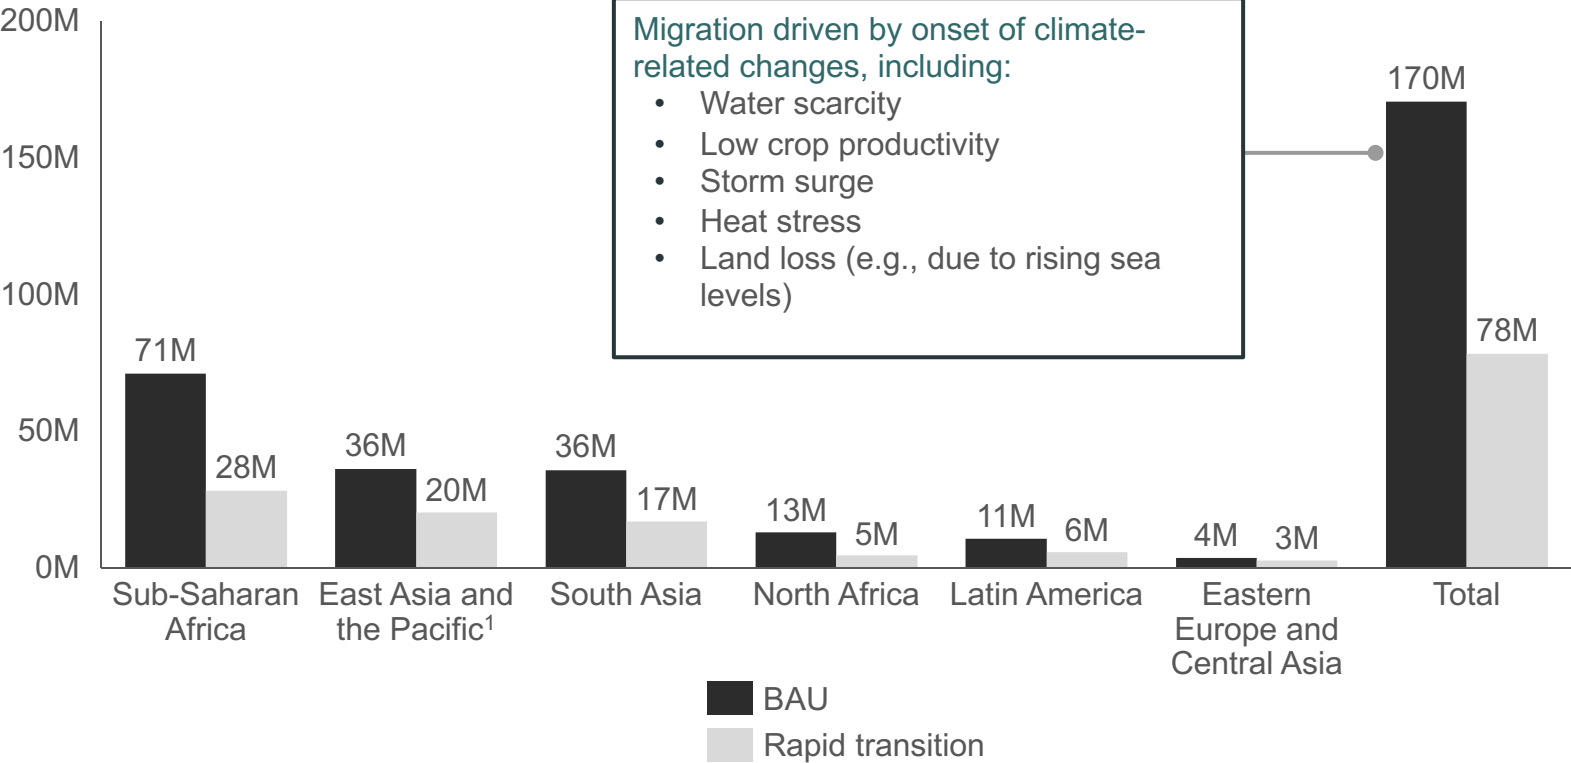 200M
150M
100M
50M
0M
Migration driven by onset of climate-
related changes, including:
• Water scarcity
• Low crop productivity
• Storm surge
• Heat stress
• Land loss (e.g., due to rising sea
levels)
71M
28M
36M
20M
36M
17M
13M
5M
11M
6M
4M
3M
170M
78M
Sub-Saharan
Africa
East Asia and
the Pacific¹
South Asia
North Africa
Latin America
Eastern
Europe and
Central Asia
Total
BAU
Rapid transition